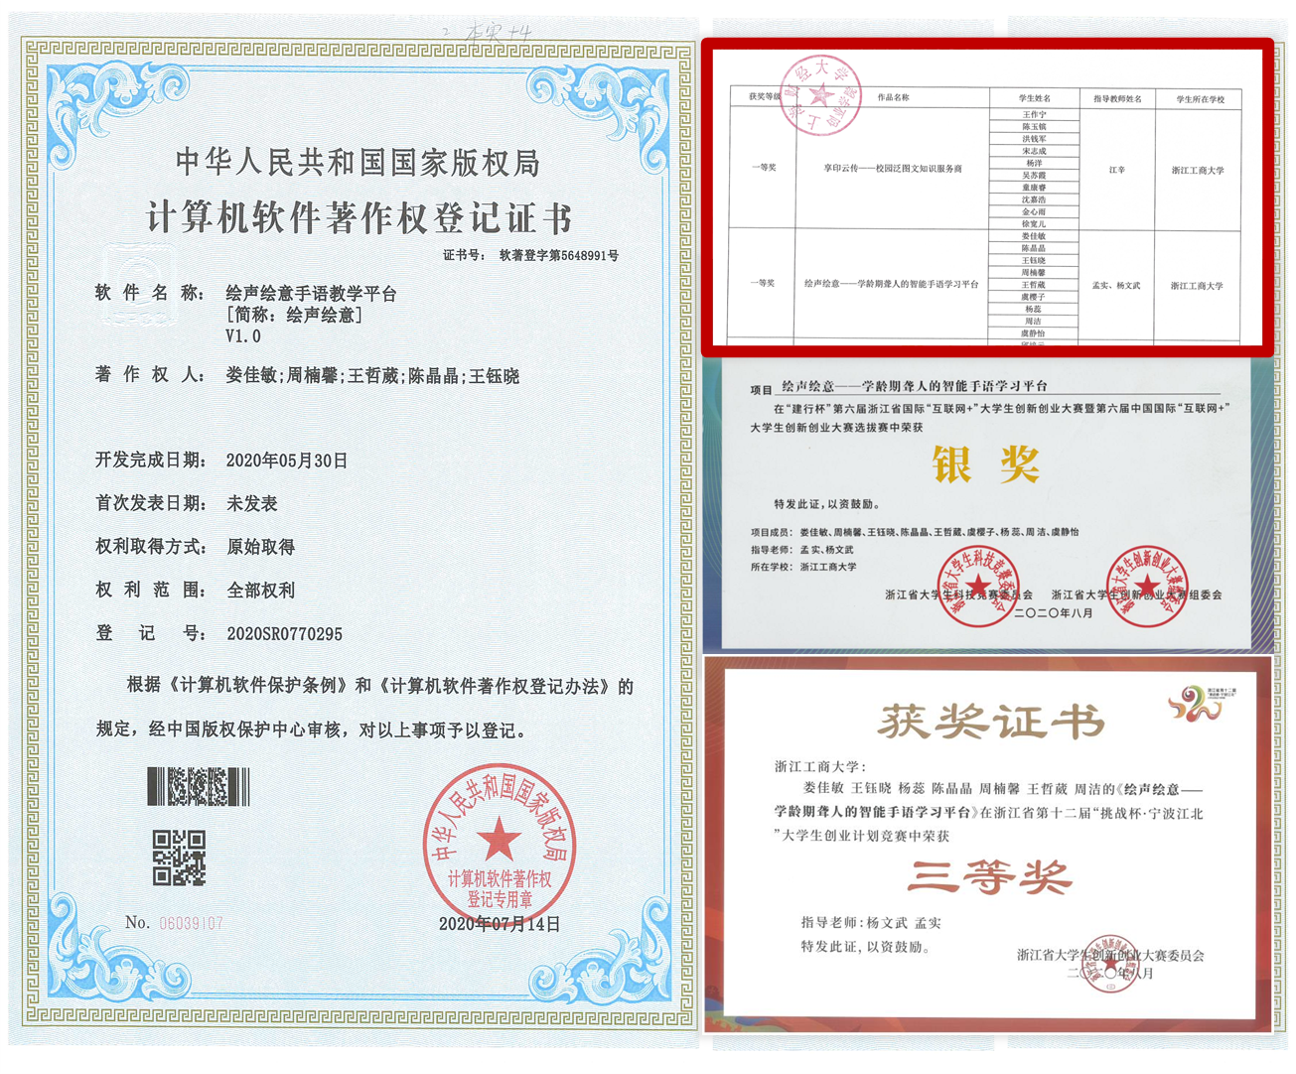 本实+4
中华人民共和国国家版权局
计算机软件著作权登记证书
证书号： 软著登字第5648991号
软件名称： 绘声绘意手语教学平台
[简称：绘声绘意]
V1.0
著作权人： 娄佳敏;周楠馨;王哲葳;陈晶晶;王钰晓
开发完成日期： 2020年05月30日
首次发表日期： 未发表
权利取得方式： 原始取得
权利范围： 全部权利
登记号： 2020SR0770295
根据《计算机软件保护条例》和《计算机软件著作权登记办法》的
规定，经中国版权保护中心审核，对以上事项予以登记。
中华人民共和国国家版权局
计算机软件著作权
登记专用章
No. 06039107
2020年07月14日
获奖等级 作品名称 学生姓名 指导教师姓名 学生所在学校
上海财经大学
一等奖 享印云传——校园泛图文知识服务商 江辛 浙江工商大学
王作宁
陈玉镔
洪钱军
宋志成
杨洋
吴苏霞
童康睿
沈嘉浩
金心雨
徐宽儿
一等奖 绘声绘意——学龄期聋人的智能手语学习平台 孟实、杨文武 浙江工商大学
娄佳敏
陈晶晶
王钰晓
周楠馨
王哲葳
虞樱子
杨蕊
周洁
虞静怡
项目 绘声绘意——学龄期聋人的智能手语学习平台
在“建行杯”第六届浙江省国际“互联网+”大学生创新创业大赛暨第六届中国国际“互联网+”
大学生创新创业大赛选拔赛中荣获
银奖
特发此证，以资鼓励。
项目成员： 娄佳敏、周楠馨、王钰晓、陈晶晶、王哲葳、虞樱子、杨蕊、周洁、虞静怡
指导老师： 孟实、杨文武
所在学校： 浙江工商大学
浙江省大学生科技竞赛委员会 浙江省大学生创新创业大赛组委会
二〇二〇年八月
获奖证书
浙江工商大学：
娄佳敏 王钰晓 杨蕊 陈晶晶 周楠馨 王哲葳 周洁的《绘声绘意——
学龄期聋人的智能手语学习平台》在浙江省第十二届“挑战杯·宁波江北
”大学生创业计划竞赛中荣获
三等奖
指导老师：杨文武 孟实
特发此证，以资鼓励。
浙江省大学生创新创业大赛委员会
二〇二〇年八月